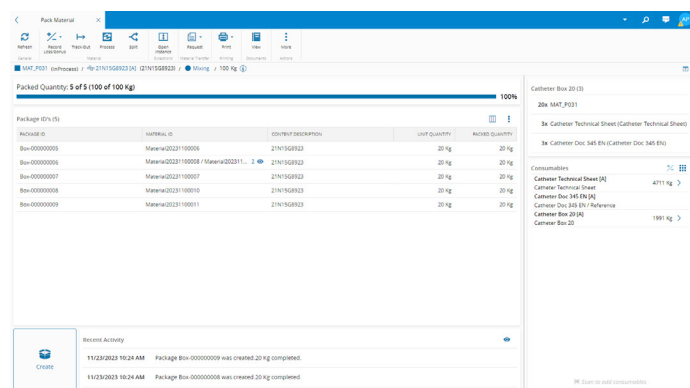 Pack Material
AP
Refresh
Record Loss/Bonus
Track-Out
Process
Split
Open Instance
Request
Print
View
More
General
Material
Exceptions
Material Transfer
Printing
Documents
Actions
MAT_P031 (InProcess) / 21N15G8923 [A] (21N15G8923) / Mixing / 100 Kg
Packed Quantity: 5 of 5 (100 of 100 Kg)
100%
Package ID's (5)
PACKAGE ID MATERIAL ID CONTENT DESCRIPTION UNIT QUANTITY PACKED QUANTITY
Box-000000005 Material20231100006 21N15G8923 20 Kg 20 Kg
Box-000000006 Material20231100008 / Material202311... 2 21N15G8923 20 Kg 20 Kg
Box-000000007 Material20231100007 21N15G8923 20 Kg 20 Kg
Box-000000008 Material20231100010 21N15G8923 20 Kg 20 Kg
Box-000000009 Material20231100011 21N15G8923 20 Kg 20 Kg
Create
Recent Activity
11/23/2023 10:24 AM Package Box-000000009 was created.20 Kg completed.
11/23/2023 10:24 AM Package Box-000000008 was created.20 Kg completed.
Catheter Box 20 (3)
20x MAT_P031
3x Catheter Technical Sheet (Catheter Technical Sheet)
3x Catheter Doc 345 EN (Catheter Doc 345 EN)
Consumables
Catheter Technical Sheet [A]
Catheter Technical Sheet
4711 Kg
Catheter Doc 345 EN [A]
Catheter Doc 345 EN / Reference
Catheter Box 20 [A]
Catheter Box 20
1991 Kg
Scan to add consumables